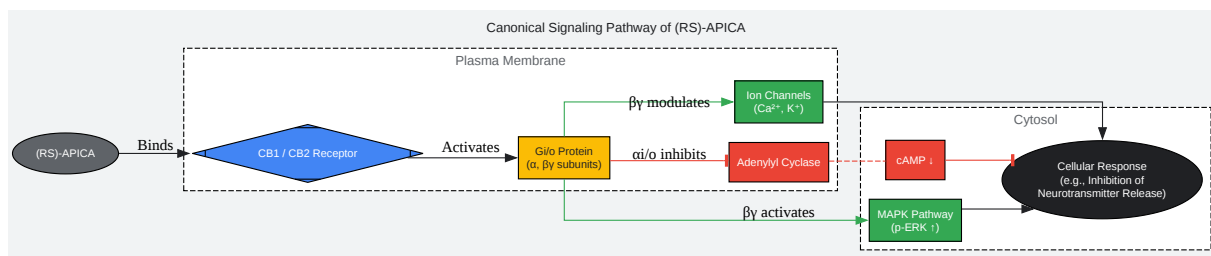 Canonical Signaling Pathway of (RS)-APICA
Plasma Membrane
(RS)-APICA
Binds
CB1 / CB2 Receptor
Activates
Gi/o Protein
(α, βγ subunits)
βγ modulates
Ion Channels
(Ca²⁺, K⁺)
αi/o inhibits
Adenylyl Cyclase
βγ activates
Cytosol
cAMP ↓
MAPK Pathway
(p-ERK ↑)
Cellular Response
(e.g., Inhibition of
Neurotransmitter Release)